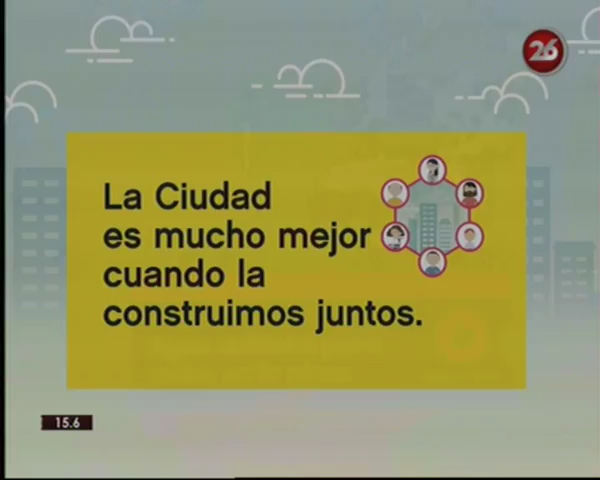 26
La Ciudad
es mucho mejor
cuando la
construimos juntos.
15.6